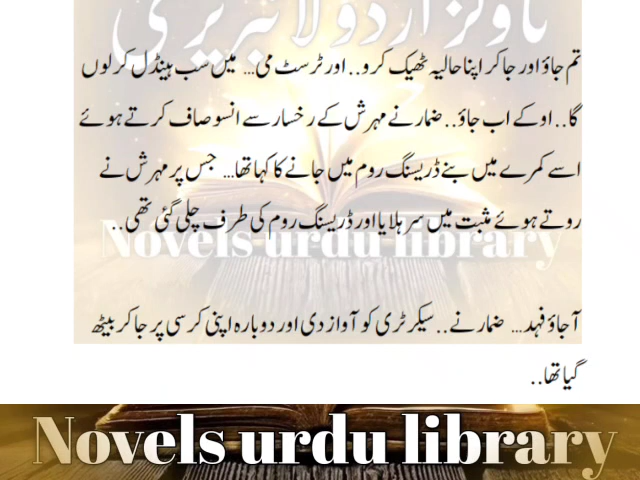 ناولز اردو لائبریری
تم جاؤ اور جا کر اپنا حالیہ ٹھیک کرو.. اور ٹرسٹ می... میں سب ہینڈل کر لوں
گا.. اوکے اب جاؤ.. ضمار نے مہرش کے رخسار سے انسو صاف کرتے ہوئے
اسے کمرے میں بنے ڈریسنگ روم میں جانے کا کہا تھا... جس پر مہرش نے
روتے ہوئے مثبت میں سر ہلایا اور ڈریسنگ روم کی طرف چلی گئی تھی..
Novels urdu library
آ جاؤ فہد... ضمار نے.. سیکرٹری کو آواز دی اور دوبارہ اپنی کرسی پر جا کر بیٹھ
گیا تھا..
Novels urdu library